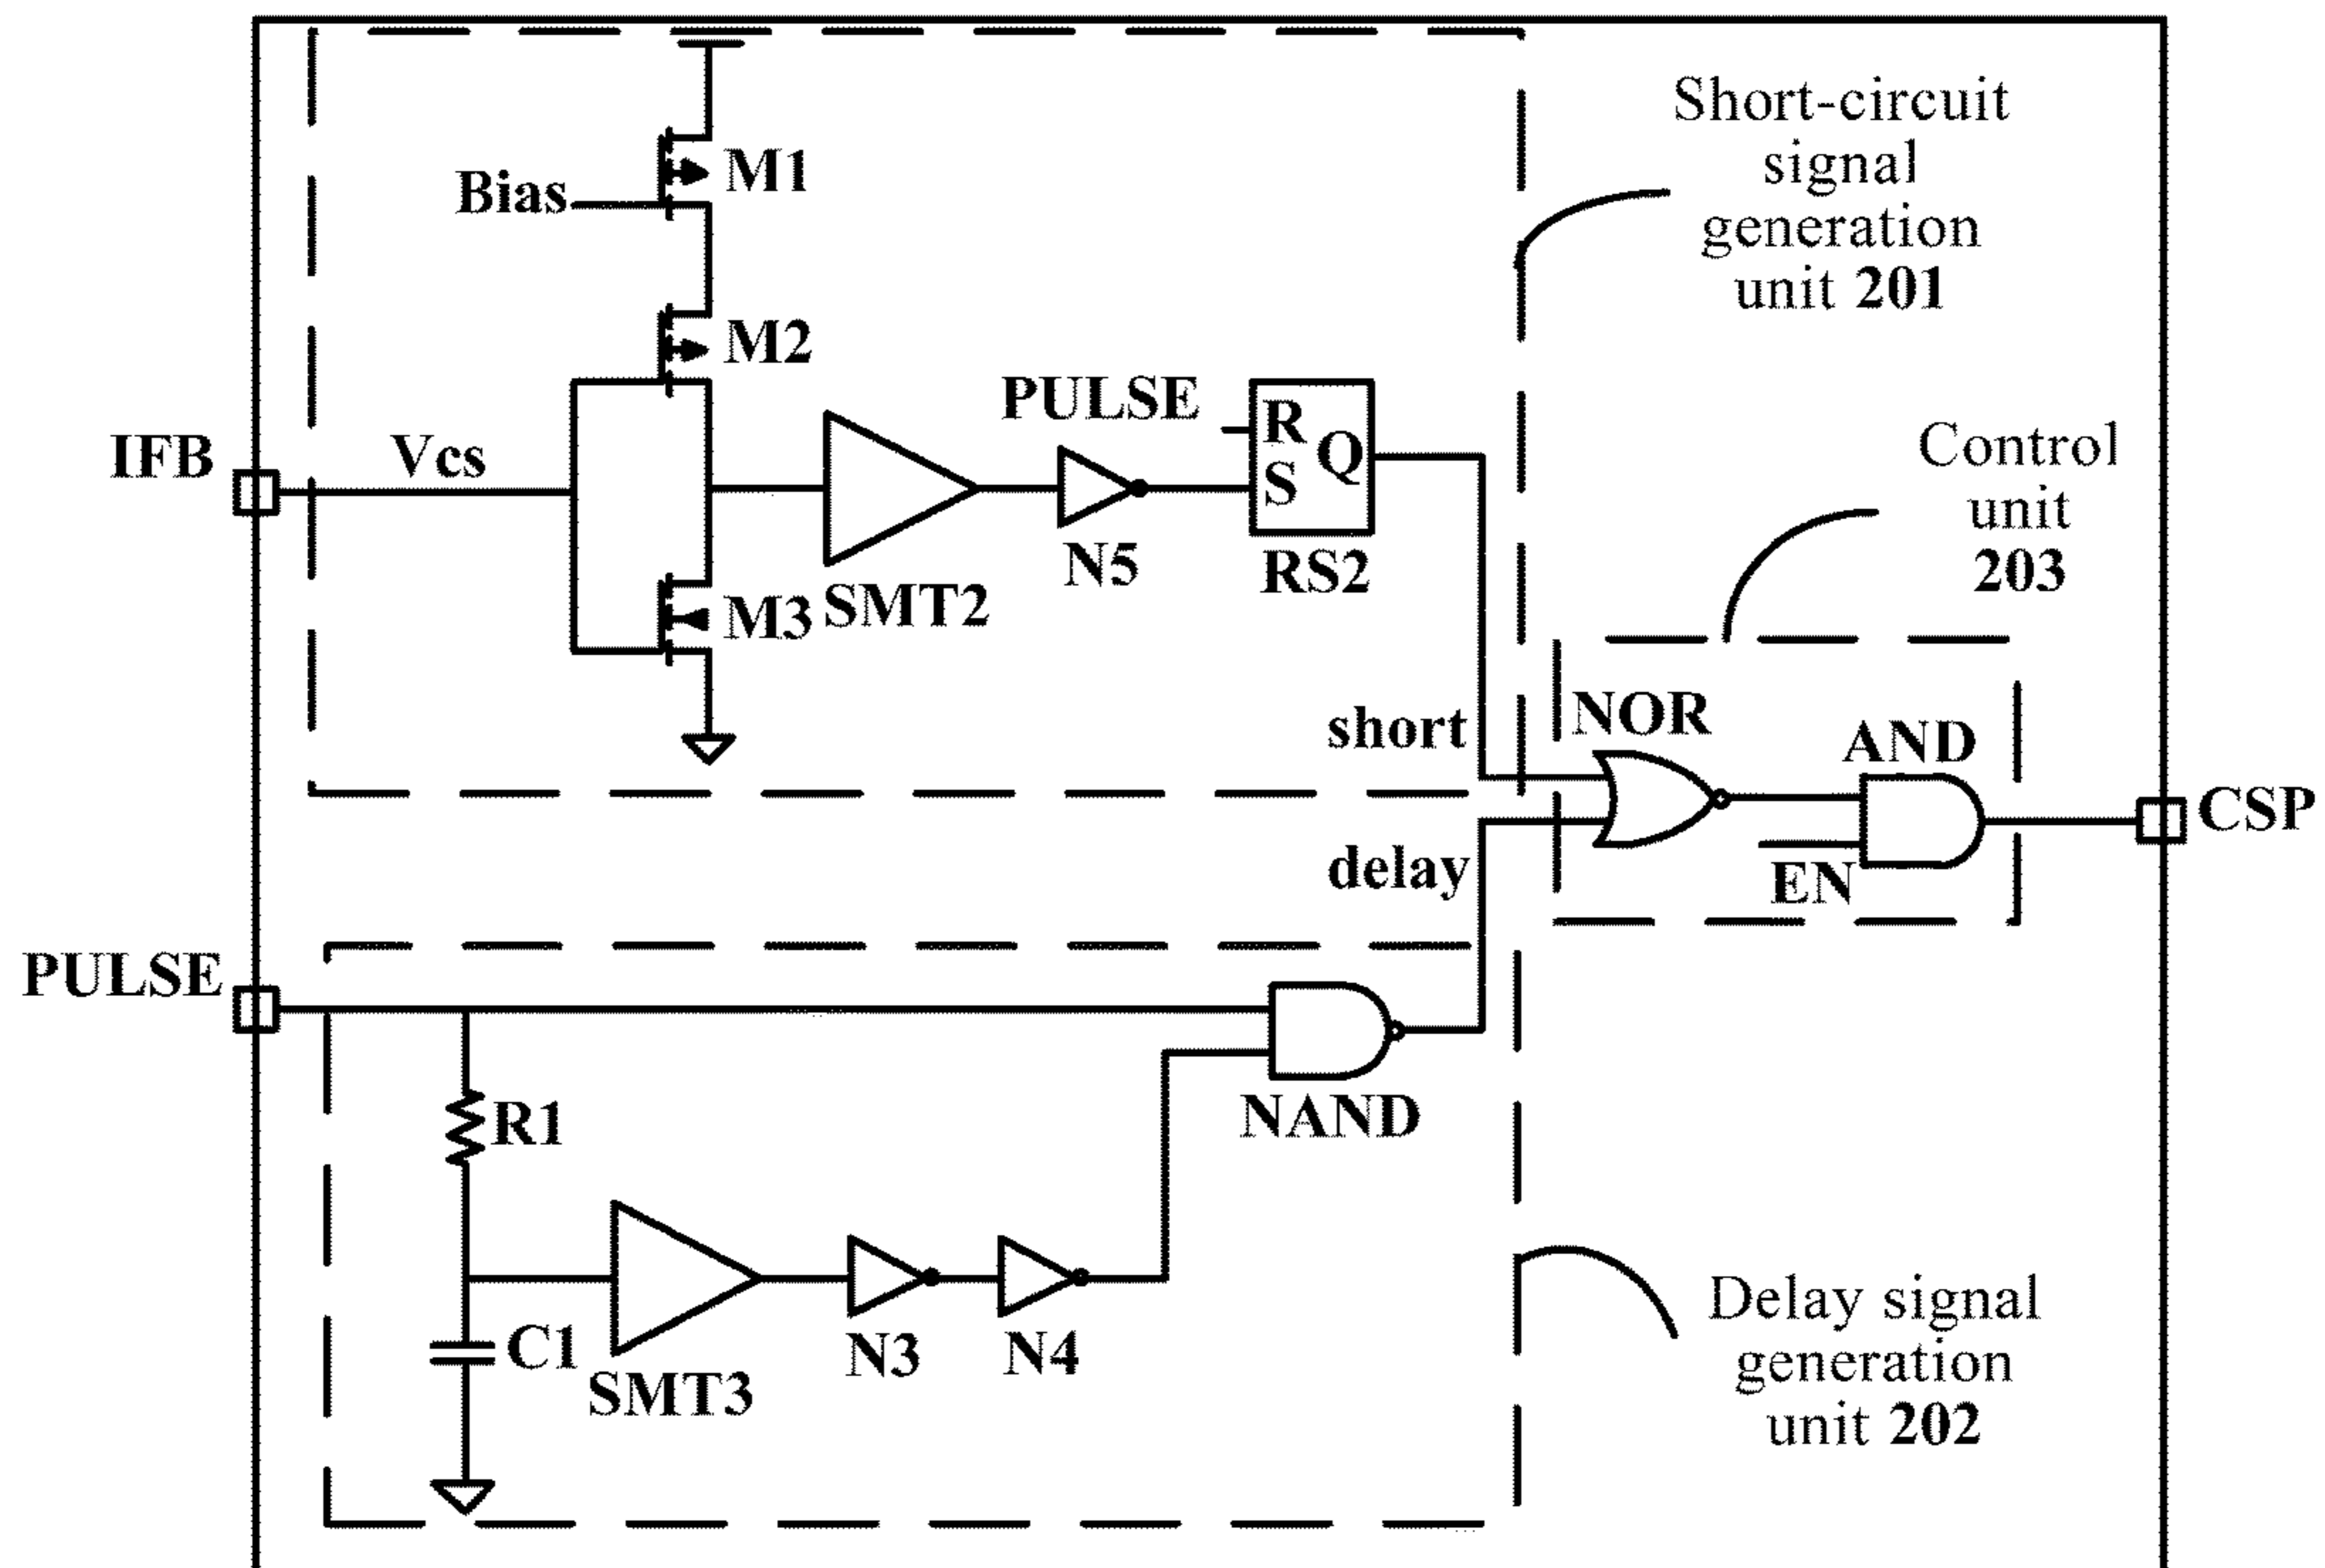 Short-circuit
signal
generation
unit 201
M1
Bias
M2
PULSE
R
Q
S
IFB
Vcs
Control
unit
203
N5
RS2
M3
SMT2
NOR
short
AND
CSP
delay
EN
PULSE
R1
NAND
Delay signal
generation
unit 202
C1
N3
N4
SMT3